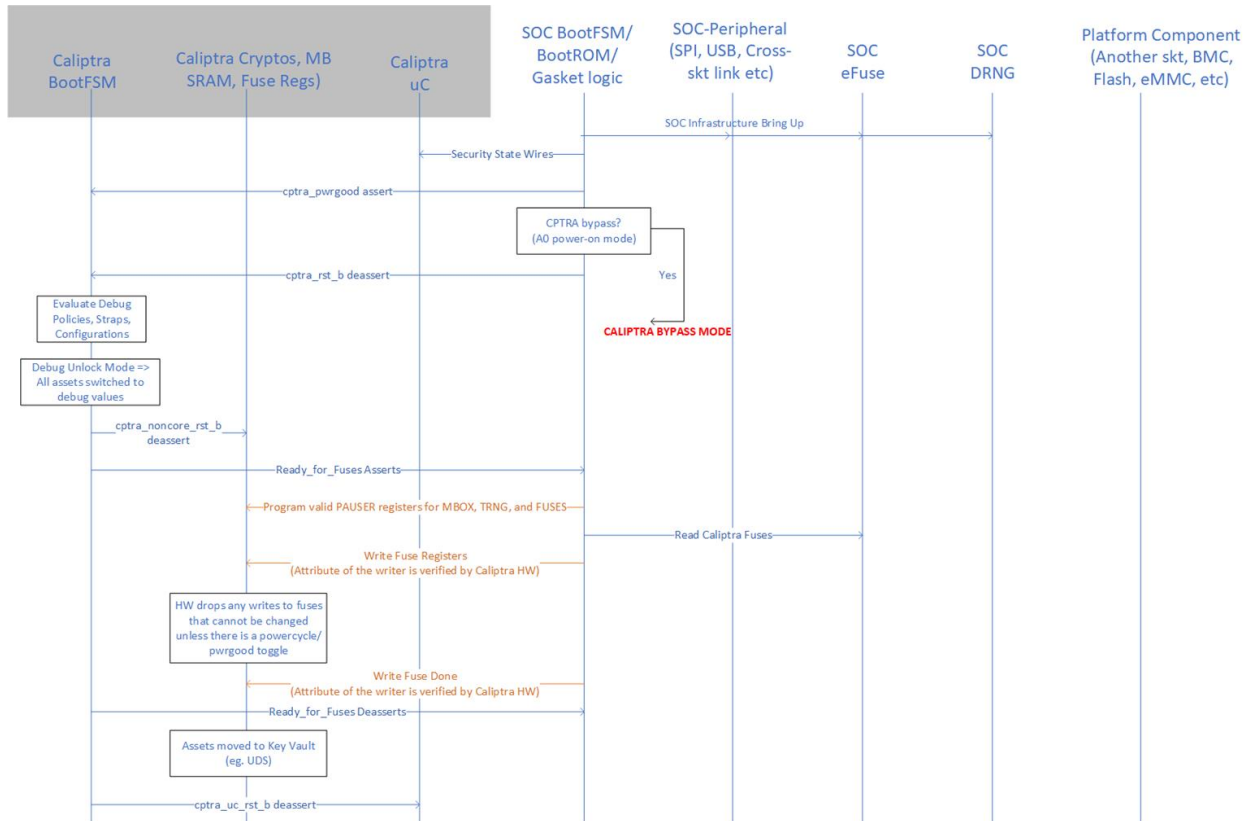 Caliptra
BootFSM
Caliptra Cryptos, MB
SRAM, Fuse Regs)
Caliptra
uC
SOC BootFSM/
BootROM/
Gasket logic
SOC-Peripheral
(SPI, USB, Cross-
skt link etc)
SOC
eFuse
SOC
DRNG
Platform Component
(Another skt, BMC,
Flash, eMMC, etc)
SOC Infrastructure Bring Up
Security State Wires
cptra_pwrgood assert
CPTRA bypass?
(A0 power-on mode)
Yes
cptra_rst_b deassert
CALIPTRA BYPASS MODE
Evaluate Debug
Policies, Straps,
Configurations
Debug Unlock Mode =>
All assets switched to
debug values
cptra_noncore_rst_b
deassert
Ready_for_Fuses Asserts
Program valid PAUSER registers for MBOX, TRNG, and FUSES
Read Caliptra Fuses
Write Fuse Registers
(Attribute of the writer is verified by Caliptra HW)
HW drops any writes to fuses
that cannot be changed
unless there is a powercycle/
pwrgood toggle
Write Fuse Done
(Attribute of the writer is verified by Caliptra HW)
Ready_for_Fuses Deasserts
Assets moved to Key Vault
(eg. UDS)
cptra_uc_rst_b deassert